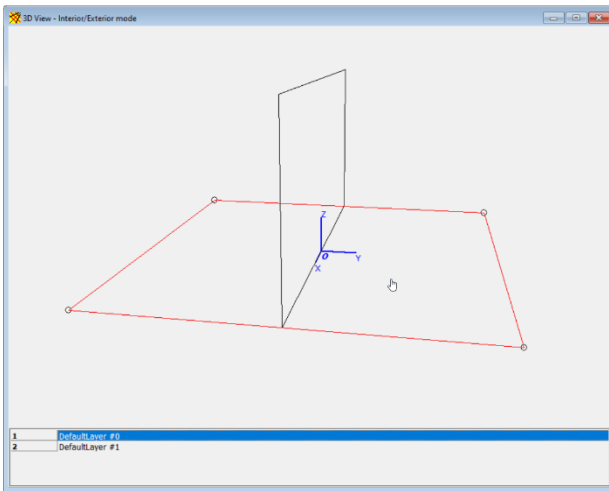 3D View - Interior/Exterior mode
Z
Y
O
X
1 DefaultLayer #0
2 DefaultLayer #1